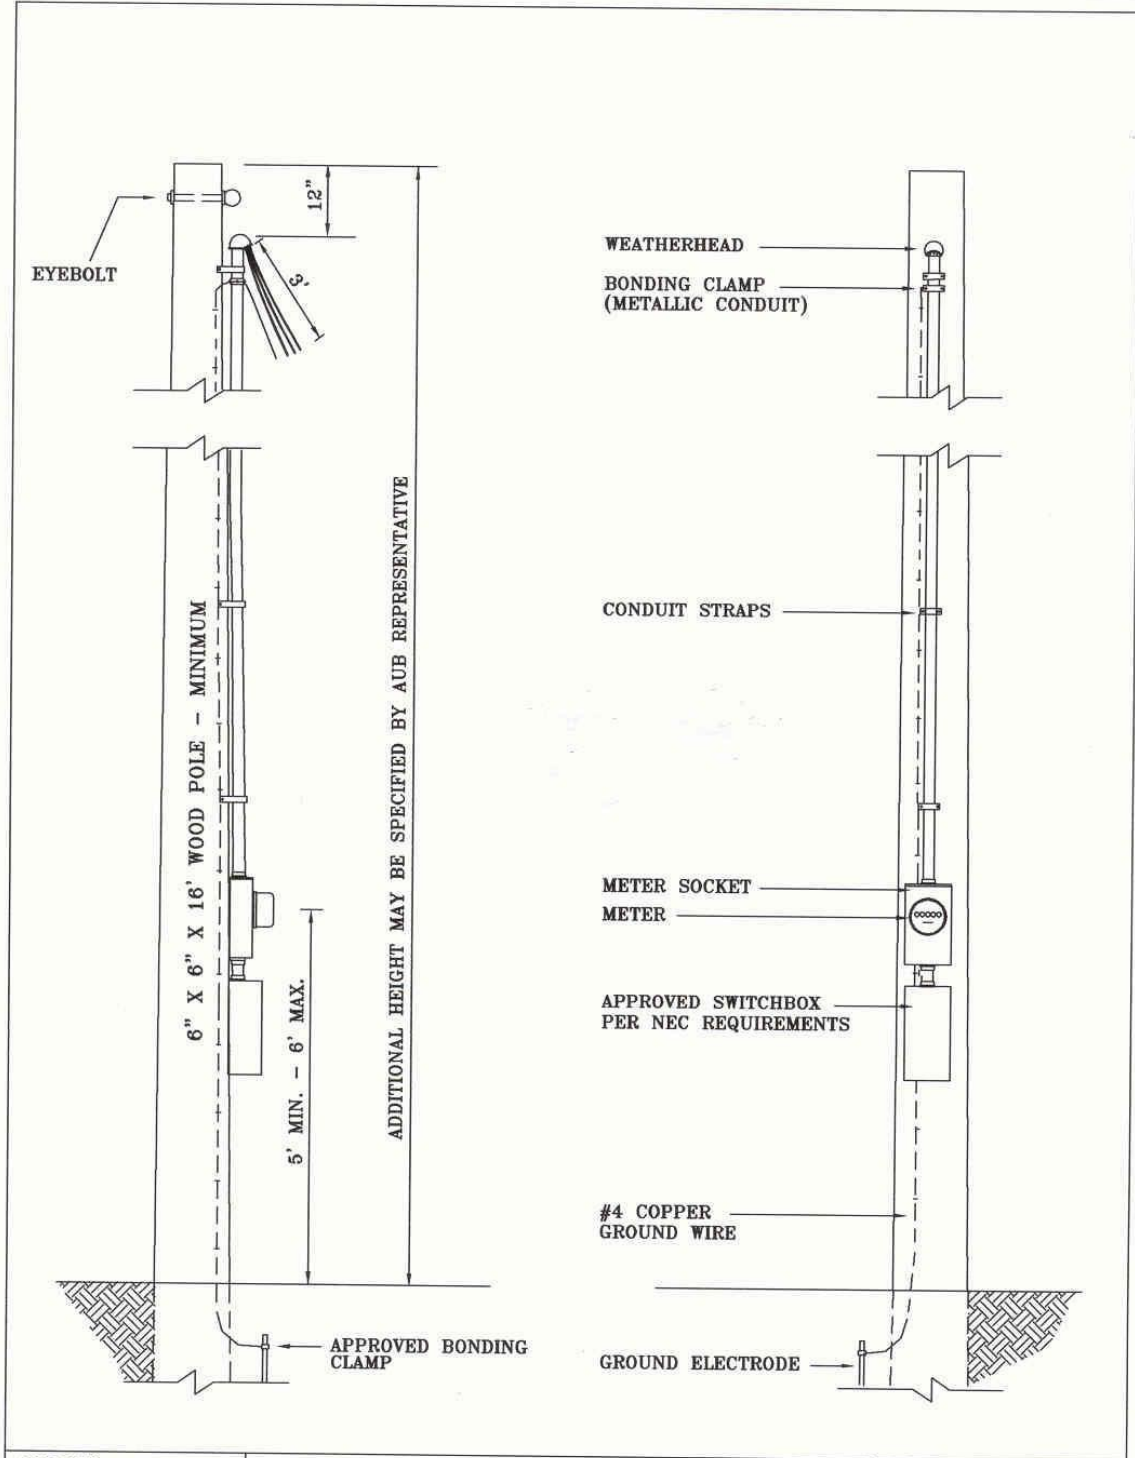 12"
EYEBOLT
3'
6" X 6" X 16' WOOD POLE - MINIMUM
ADDITIONAL HEIGHT MAY BE SPECIFIED BY AUB REPRESENTATIVE
5' MIN. - 6' MAX.
APPROVED BONDING
CLAMP
WEATHERHEAD
BONDING CLAMP
(METALLIC CONDUIT)
CONDUIT STRAPS
METER SOCKET
METER
APPROVED SWITCHBOX
PER NEC REQUIREMENTS
#4 COPPER
GROUND WIRE
GROUND ELECTRODE